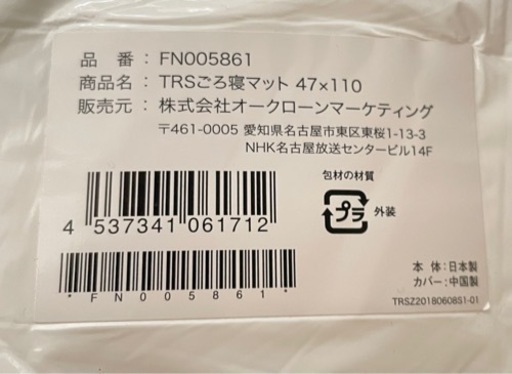 品　番：FN005861
商品名：TRSごろ寝マット 47×110
販売元：株式会社オークローンマーケティング
〒461-0005 愛知県名古屋市東区東桜1-13-3
NHK名古屋放送センタービル14F
包材の材質
プラ 外装
4 537341 061712
*FN005861*
本　体：日本製
カバー：中国製
TRSZ20180608S1-01